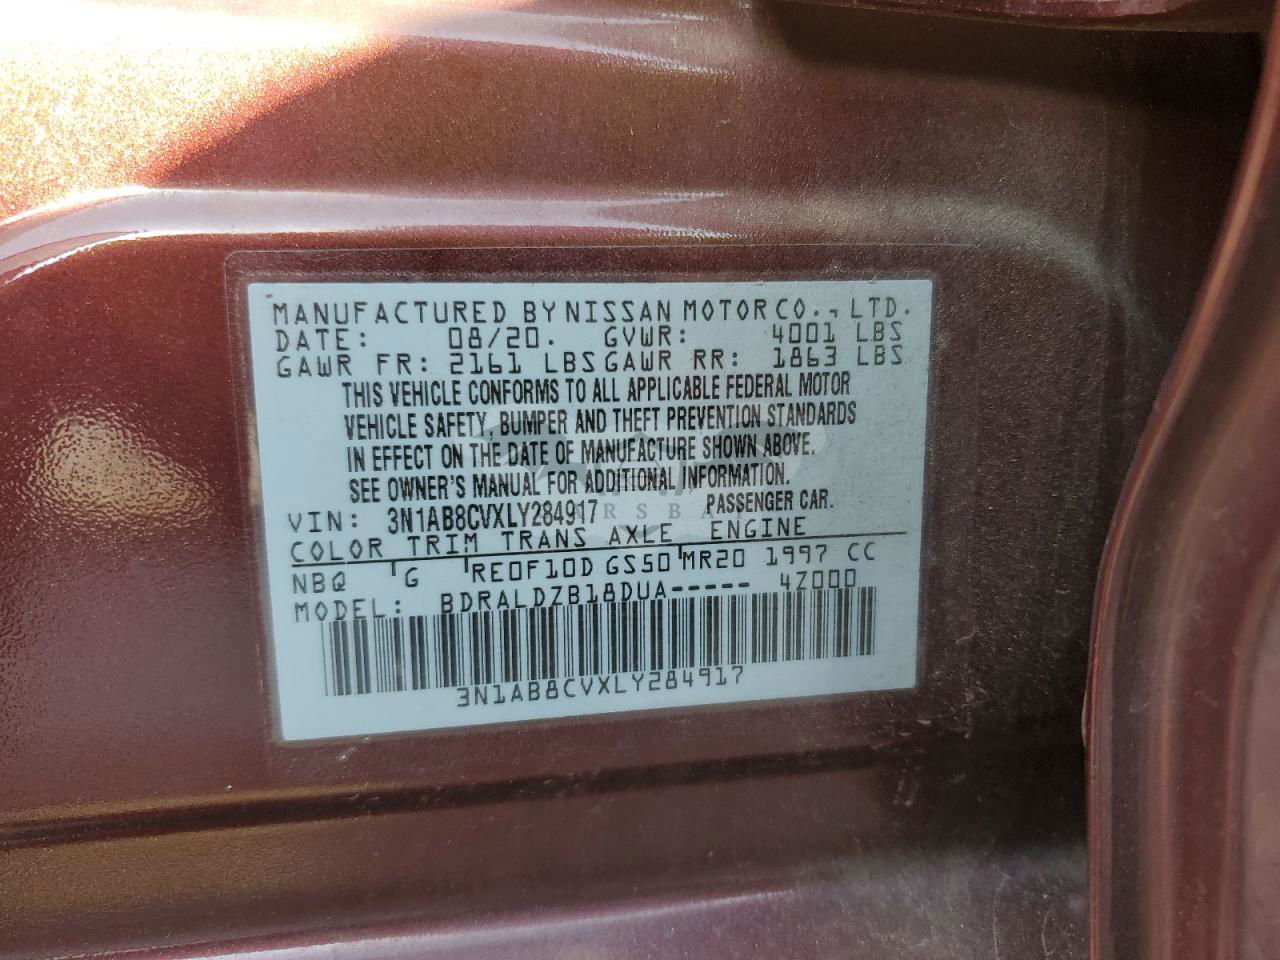 MANUFACTURED BY NISSAN MOTOR CO., LTD.
DATE: 08/20. GVWR: 4001 LBS
GAWR FR: 2161 LBS GAWR RR: 1863 LBS
THIS VEHICLE CONFORMS TO ALL APPLICABLE FEDERAL MOTOR
VEHICLE SAFETY, BUMPER AND THEFT PREVENTION STANDARDS
IN EFFECT ON THE DATE OF MANUFACTURE SHOWN ABOVE.
SEE OWNER'S MANUAL FOR ADDITIONAL INFORMATION.
VIN: 3N1AB8CVXLY284917 PASSENGER CAR.
COLOR TRIM TRANS AXLE ENGINE
NBQ G RE0F10D GS50 MR20 1997 CC
MODEL: BDRALDZB18DUA----- 4Z000
3N1AB8CVXLY284917